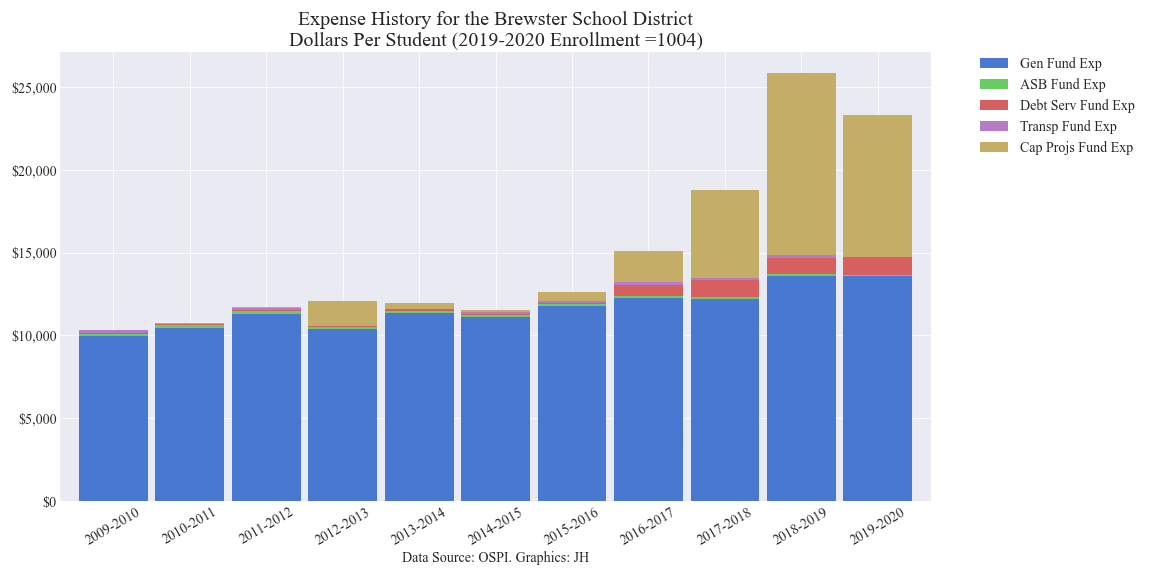 Expense History for the Brewster School District
Dollars Per Student (2019-2020 Enrollment =1004)
Gen Fund Exp
ASB Fund Exp
Debt Serv Fund Exp
Transp Fund Exp
Cap Projs Fund Exp
$25,000
$20,000
$15,000
$10,000
$5,000
$0
2009-2010
2010-2011
2011-2012
2012-2013
2013-2014
2014-2015
2015-2016
2016-2017
2017-2018
2018-2019
2019-2020
Data Source: OSPI. Graphics: JH